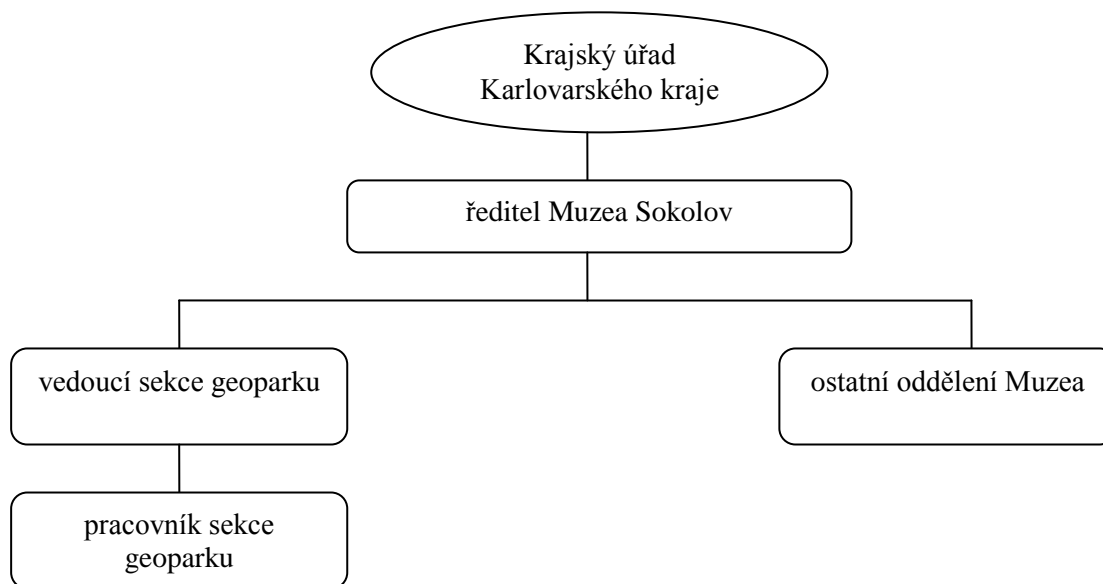 Krajský úřad
Karlovarského kraje
ředitel Muzea Sokolov
vedoucí sekce geoparku
ostatní oddělení Muzea
pracovník sekce
geoparku